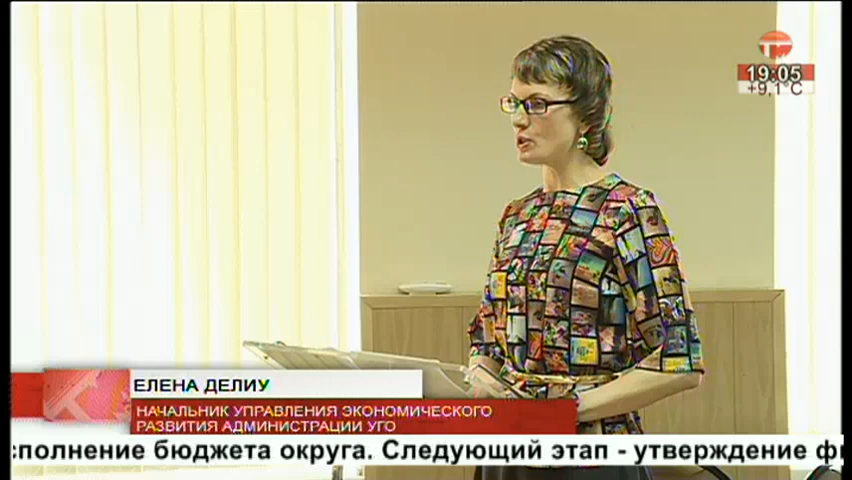 19:05
+9,1°C
ЕЛЕНА ДЕЛИУ
НАЧАЛЬНИК УПРАВЛЕНИЯ ЭКОНОМИЧЕСКОГО
РАЗВИТИЯ АДМИНИСТРАЦИИ УГО
сполнение бюджета округа. Следующий этап - утверждение ф